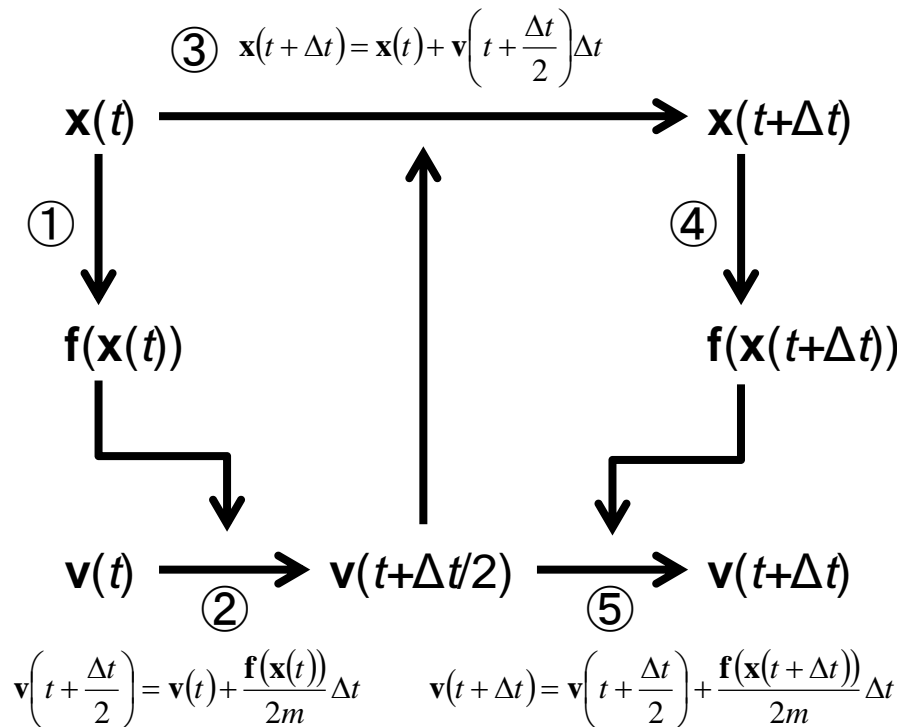 ③ x(t + Δt) = x(t) + v(t + Δt/2)Δt
x(t) x(t+Δt)
① ④
f(x(t)) f(x(t+Δt))
v(t) v(t+Δt/2) v(t+Δt)
② ⑤
v(t + Δt/2) = v(t) + f(x(t))/2m Δt v(t + Δt) = v(t + Δt/2) + f(x(t + Δt))/2m Δt